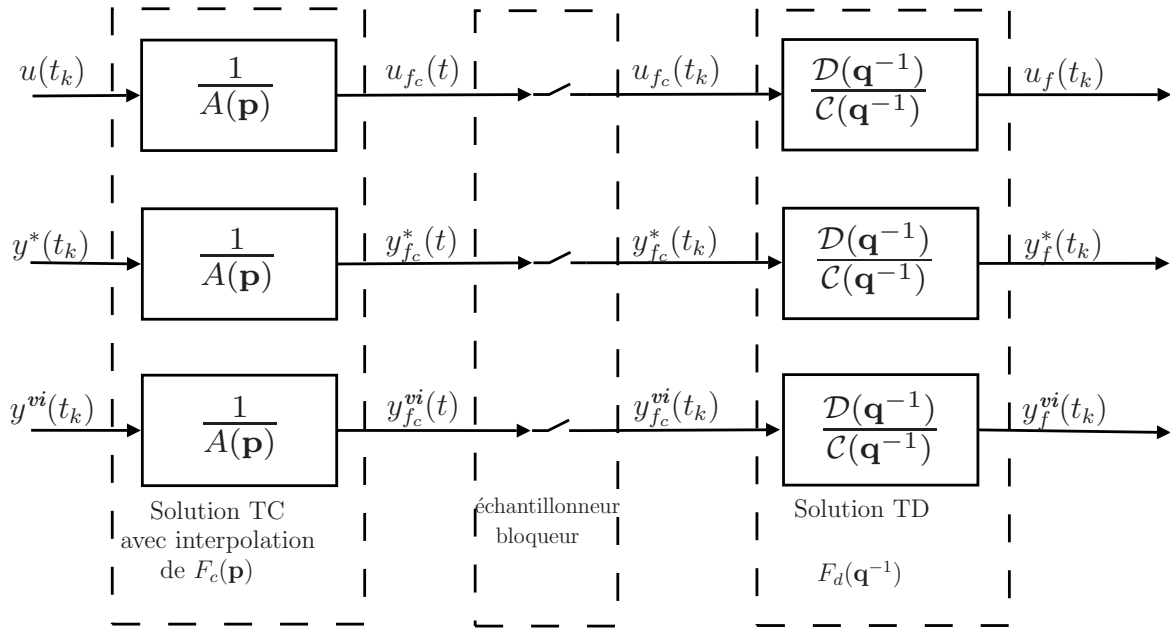 u(t_k) 1/A(p) u_{f_c}(t) u_{f_c}(t_k) D(q^{-1})/C(q^{-1}) u_f(t_k)
y^*(t_k) 1/A(p) y^*_{f_c}(t) y^*_{f_c}(t_k) D(q^{-1})/C(q^{-1}) y^*_f(t_k)
y^{vi}(t_k) 1/A(p) y^{vi}_{f_c}(t) y^{vi}_{f_c}(t_k) D(q^{-1})/C(q^{-1}) y^{vi}_f(t_k)
Solution TC
avec interpolation
de F_c(p)
échantillonneur
bloqueur
Solution TD
F_d(q^{-1})